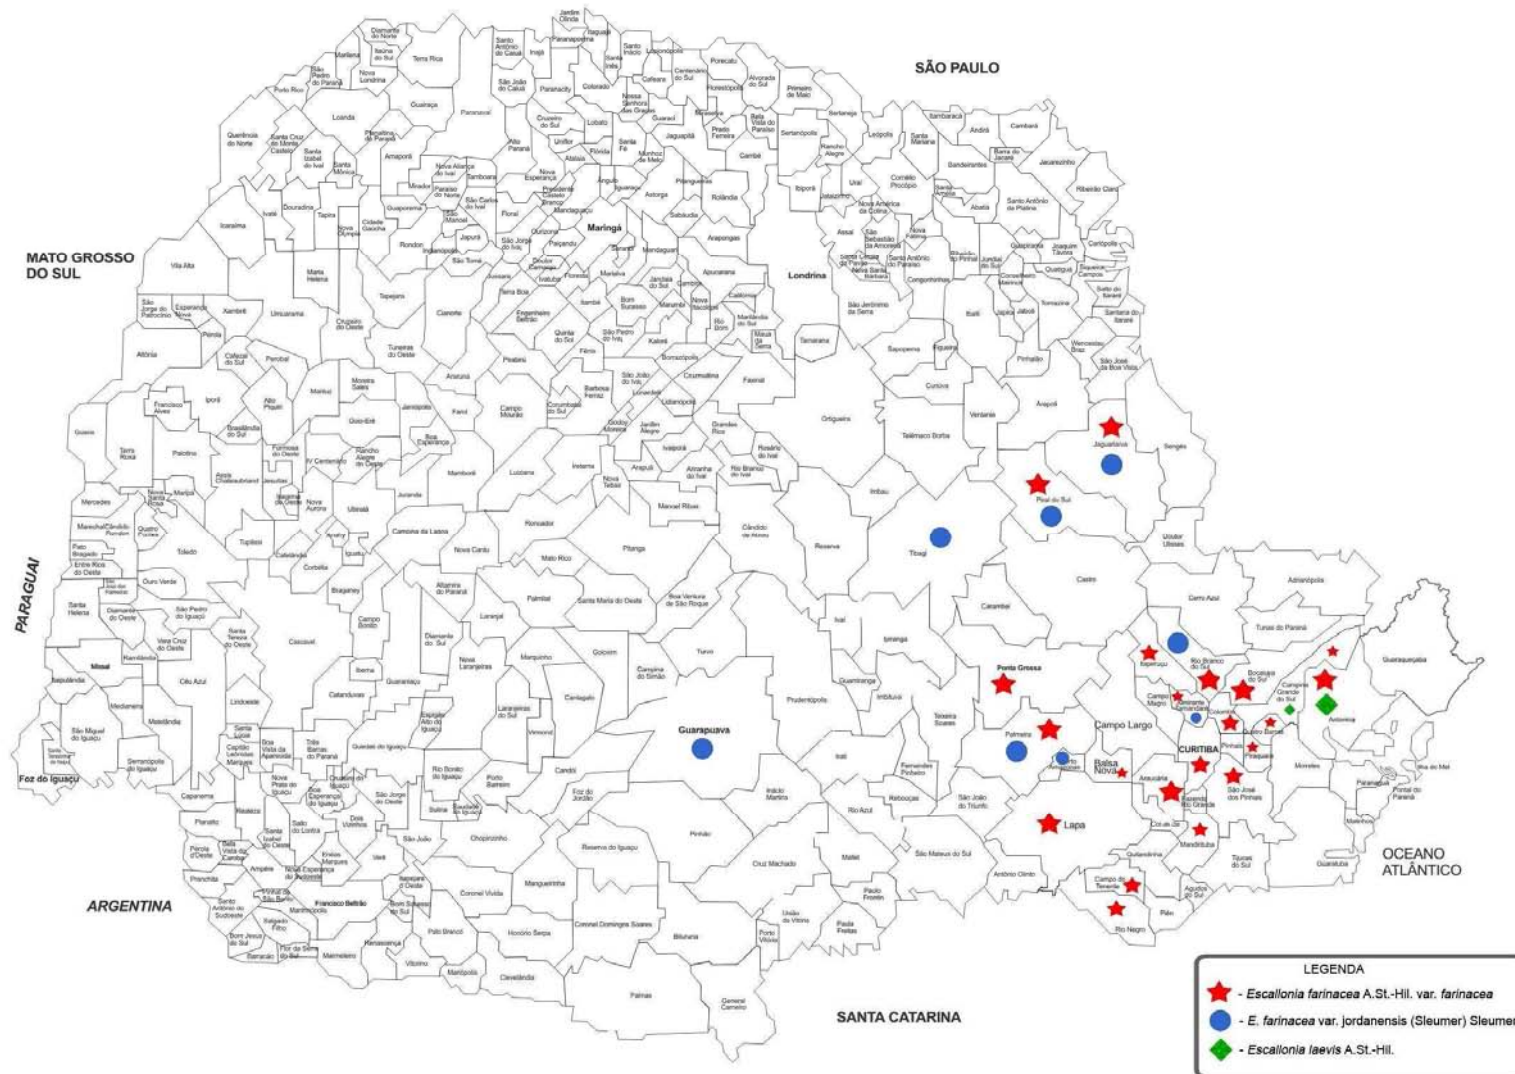 Jardim
Olinda
Diamante
do Norte
Itaguajé
Paranapoema
Santo
Antônio
de Caiuá
Inajá
Santo
Inácio
Marilena
Itaúna
do Sul
Terra Rica
Santa
Inês
Porecatu
SÃO PAULO
São
Pedro
do Paraná
Nova
Londrina
São João
do Caiuá
Paranacity
Colorado
Cafeara
Centenário
do Sul
Alvorada
do Sul
Primeiro
de Maio
Porto Rico
Guairaça
Paranavaí
Nossa
Senhora
das Graças
Florestópolis
Loanda
Cruzeiro
do Sul
Lobato
Guaraci
Sertaneja
Itambaracá
Querência
do Norte
Santa Cruz
do Monte
Castelo
Planaltina
do Paraná
Alto
Paraná
Uniflor
Santa
Fé
Jaguapitã
Prado
Ferreira
Bela
Vista do
Paraíso
Sertanópolis
Leópolis
Santa
Mariana
Andirá
Cambará
Santa
Izabel
do Ivaí
Santa
Mônica
Amaporã
Atalaia
Flórida
Munhoz
de Melo
Cambé
Rancho
Alegre
Bandeirantes
Barra do
Jacaré
Jacarezinho
Nova Aliança
do Ivaí
Tamboara
Nova
Esperança
Ângulo
Iguaraçu
Pitangueiras
Ibiporã
Uraí
Cornélio
Procópio
Ribeirão Claro
Mirador
Paraíso
do Norte
São Carlos
do Ivaí
Presidente
Castelo
Branco
Astorga
Rolândia
Jataizinho
Abatiá
Santo Antônio
da Platina
Icaraíma
Ivaté
Douradina
Tapira
Cidade
Gaúcha
Guaporema
Floraí
Mandaguaçu
Sabáudia
Nova América
da Colina
MATO GROSSO
DO SUL
Nova
Olympia
Rondon
Indianópolis
Japurá
São Jorge
do Ivaí
Ourizona
Paiçandu
Maringá
Mandaguari
Arapongas
Londrina
Assaí
São
Sebastião
da Amoreira
Nova
Fátima
Guapirama
Joaquim
Távora
Vila Alta
Maria
Helena
São Tomé
Jussara
Doutor
Camargo
Ivatuba
Floresta
Marialva
Jandaia
do Sul
Apucarana
Santo Antônio
do Paraíso
Nova Santa
Bárbara
Congonhinhas
Jundiaí
do Sul
Conselheiro
Mairinck
Quatiguá
Siqueira
Campos
São
Jorge do
Patrocínio
Esperança
Nova
Xambrê
Umuarama
Cruzeiro
do Oeste
Tapejara
Cianorte
Terra Boa
Engenheiro
Beltrão
Itambé
Bom
Sucesso
Marumbi
São Jerônimo
da Serra
Ibaiti
Japira
Jaboti
Tomazina
Salto do
Itararé
Santana do
Itararé
Pérola
Tuneiras
do Oeste
Quinta
do Sol
São Pedro
do Ivaí
Kaloré
Rio
Bom
Marilândia
do Sul
Mauá
da Serra
Tamarana
Sapopema
Figueira
Pinhalão
Wenceslau
Braz
Altônia
Cafezal
do Sul
Perobal
Peabiru
Fênix
Borrazópolis
São José
da Boa Vista
Iporã
Alto
Piquiri
Mariluz
Moreira
Sales
Araruna
Barbosa
Ferraz
São João
do Ivaí
Cruzmaltina
Faxinal
Curiúva
Francisco
Alves
Janiópolis
Farol
Campo
Mourão
Corumbataí
do Sul
Lunardelli
Lidianópolis
Ortigueira
Ventania
Arapoti
Guaíra
Brasilândia
do Sul
Goio-Erê
Boa
Esperança
Godoy
Moreira
Jardim
Alegre
Grandes
Rios
Telêmaco Borba
Jaguariaíva
Sengés
Terra
Roxa
Palotina
Formosa
do Oeste
IV Centenário
Rancho
Alegre
do Oeste
Mamborê
Luiziana
Iretama
Ivaiporã
Rosário
do Ivaí
Assis
Chateaubriand
Jesuítas
Arapuã
Ariranha
do Ivaí
Rio Branco
do Ivaí
Mercedes
Nova
Santa
Rosa
Maripá
Nova
Aurora
Ubiratã
Juranda
Nova
Tebas
Manoel Ribas
Imbaú
Piraí do Sul
Quatro
Pontes
Toledo
Tupãssi
Cafelândia
Iguatu
Campina da Lagoa
Nova Cantu
Roncador
Pitanga
Cândido
de Abreu
Reserva
Tibagi
Doutor
Ulisses
Pato
Bragado
Entre Rios
do Oeste
Corbélia
Mato Rico
PARAGUAI
Ouro Verde
Braganey
Altamira
do Paraná
Palmital
Santa Maria do Oeste
Boa Ventura
de São Roque
Castro
Adrianópolis
Santa
Helena
Diamante
do Oeste
São Pedro
do Iguaçu
Campo
Bonito
Laranjal
Carambeí
Cerro Azul
Vera Cruz
do Oeste
Santa
Tereza
do Oeste
Cascavel
Diamante
do Sul
Ivaí
Ipiranga
Tunas do Paraná
Missal
Ramilândia
Ibema
Nova
Laranjeiras
Marquinho
Goioxim
Turvo
Itaperuçu
Rio Branco
do Sul
Bocaiuva
do Sul
Guaraqueçaba
Itaipulândia
Céu Azul
Catanduvas
Guaraniaçu
Campina
do Simão
Guamiranga
Ponta Grossa
Medianeira
Matelândia
Lindoeste
Laranjeiras
do Sul
Cantagalo
Prudentópolis
Imbituva
Campo
Magro
Almirante
Tamandaré
Colombo
Campina
Grande
do Sul
Antonina
São Miguel
do Iguaçu
Santa
Lúcia
Espigão
Alto do
Iguaçu
Virmond
Guarapuava
Teixeira
Soares
Palmeira
Campo Largo
Quatro Barras
Foz do Iguaçu
Serranópolis
do Iguaçu
Capitão
Leônidas
Marques
Boa
Vista da
Aparecida
Três
Barras
do Paraná
Quedas do Iguaçu
Irati
Porto
Amazonas
Balsa
Nova
CURITIBA
Pinhais
Piraquara
Morretes
Ilha do Mel
Capanema
Nova
Prata do
Iguaçu
Rio Bonito
do Iguaçu
Porto
Barreiro
Candói
Inácio
Martins
Fernandes
Pinheiro
Araucária
São José
dos Pinhais
Paranaguá
Pontal do
Paraná
Planalto
Realeza
Boa
Esperança
do Iguaçu
São Jorge
do Oeste
Sulina
Saudade
do Iguaçu
Foz do
Jordão
Rio Azul
Rebouças
São João
do Triunfo
Lapa
Fazenda
Rio Grande
Matinhos
Salto
do Lontra
Dois
Vizinhos
São João
Chopinzinho
Pinhão
Mandirituba
Pérola
d'Oeste
Bela
Vista da
Caroba
Santa
Izabel
do Oeste
Reserva do Iguaçu
Cruz Machado
Mallet
São Mateus do Sul
Quitandinha
Tijucas
do Sul
Guaratuba
OCEANO
ATLÂNTICO
Ampére
Enéas
Marques
Verê
Pranchita
Nova Esperança
do Sudoeste
Itapejara
d'Oeste
Coronel Vivida
Mangueirinha
Antônio Olinto
Campo do
Tenente
Agudos
do Sul
ARGENTINA
Santo
Antônio do
Sudoeste
Pinhal de
São Bento
Manfrinópolis
Francisco Beltrão
Bom Sucesso
do Sul
Paulo
Frontin
Rio Negro
Piên
Bom Jesus
do Sul
Salgado
Filho
Renascença
Pato Branco
Honório Serpa
Coronel Domingos Soares
Bituruna
Porto
Vitória
União
da Vitória
Paula
Freitas
Barracão
Flor da Serra
do Sul
Marmeleiro
Vitorino
Mariópolis
Clevelândia
Palmas
General
Carneiro
SANTA CATARINA
LEGENDA
- Escallonia farinacea A.St.-Hil. var. farinacea
- E. farinacea var. jordanensis (Sleumer) Sleumer
- Escallonia laevis A.St.-Hil.